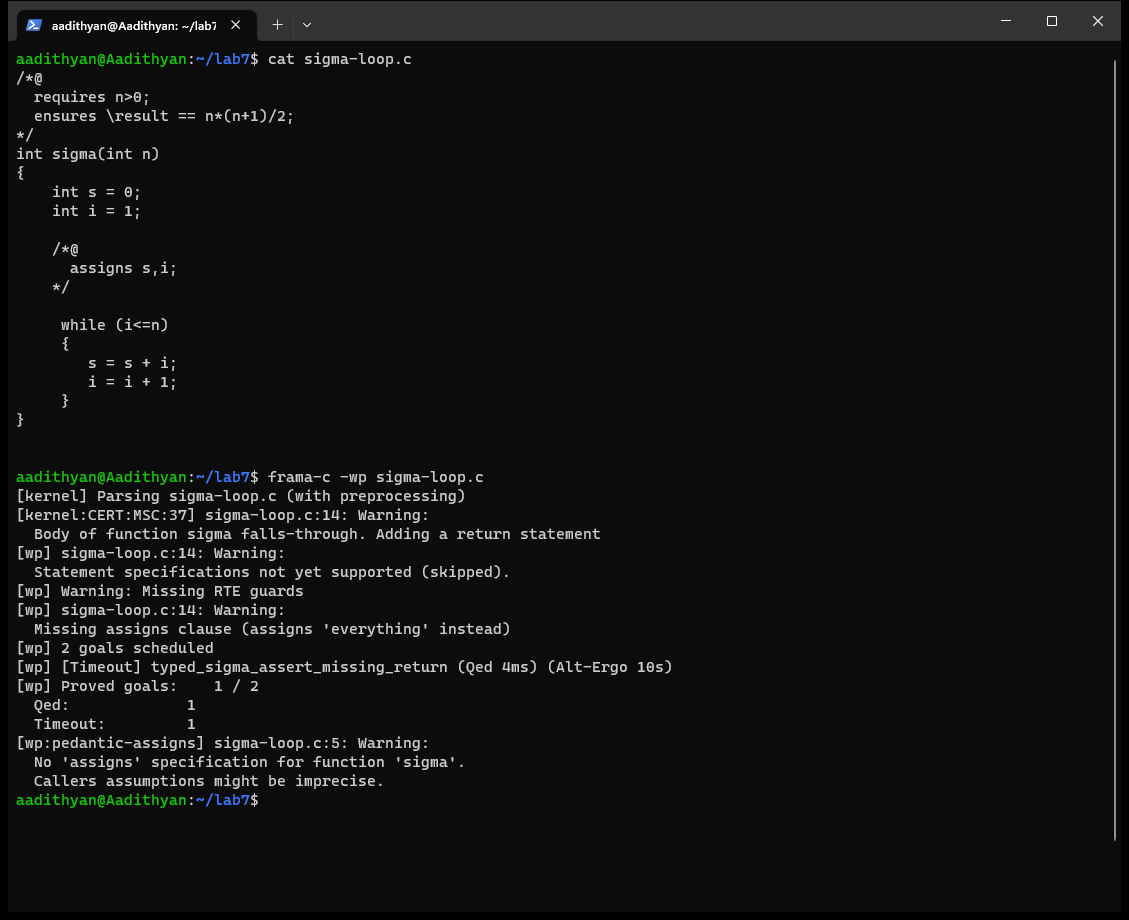 aadithyan@Aadithyan: ~/lab7
aadithyan@Aadithyan:~/lab7$ cat sigma-loop.c
/*@
  requires n>0;
  ensures \result == n*(n+1)/2;
*/
int sigma(int n)
{
    int s = 0;
    int i = 1;

    /*@
      assigns s,i;
    */

     while (i<=n)
     {
        s = s + i;
        i = i + 1;
     }
}

aadithyan@Aadithyan:~/lab7$ frama-c -wp sigma-loop.c
[kernel] Parsing sigma-loop.c (with preprocessing)
[kernel:CERT:MSC:37] sigma-loop.c:14: Warning:
  Body of function sigma falls-through. Adding a return statement
[wp] sigma-loop.c:14: Warning:
  Statement specifications not yet supported (skipped).
[wp] Warning: Missing RTE guards
[wp] sigma-loop.c:14: Warning:
  Missing assigns clause (assigns 'everything' instead)
[wp] 2 goals scheduled
[wp] [Timeout] typed_sigma_assert_missing_return (Qed 4ms) (Alt-Ergo 10s)
[wp] Proved goals:    1 / 2
  Qed:             1
  Timeout:         1
[wp:pedantic-assigns] sigma-loop.c:5: Warning:
  No 'assigns' specification for function 'sigma'.
  Callers assumptions might be imprecise.
aadithyan@Aadithyan:~/lab7$